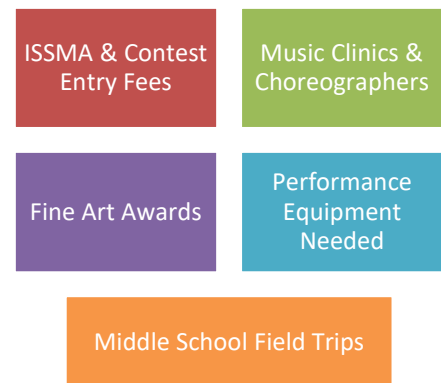 ISSMA & Contest
Entry Fees
Music Clinics &
Choreographers
Fine Art Awards
Performance
Equipment
Needed
Middle School Field Trips